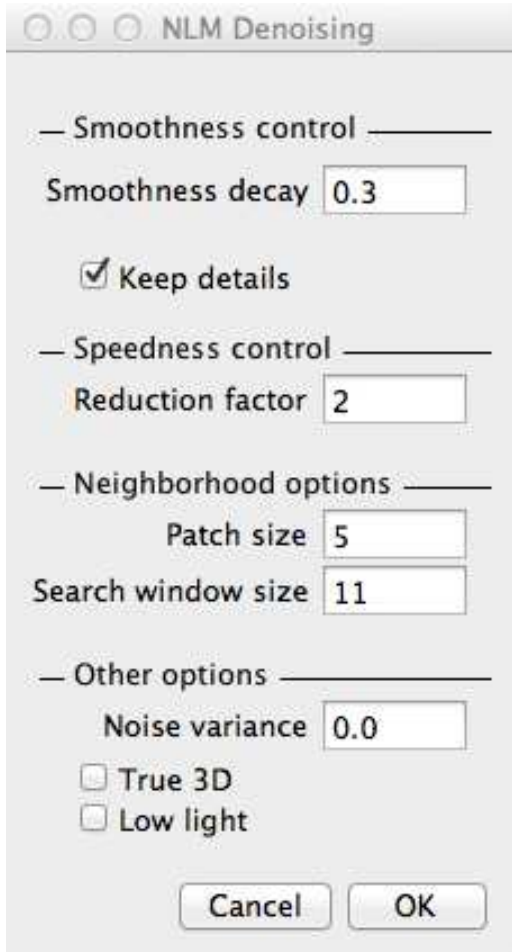 NLM Denoising
Smoothness control
Smoothness decay 0.3
Keep details
Speedness control
Reduction factor 2
Neighborhood options
Patch size 5
Search window size 11
Other options
Noise variance 0.0
True 3D
Low light
Cancel OK